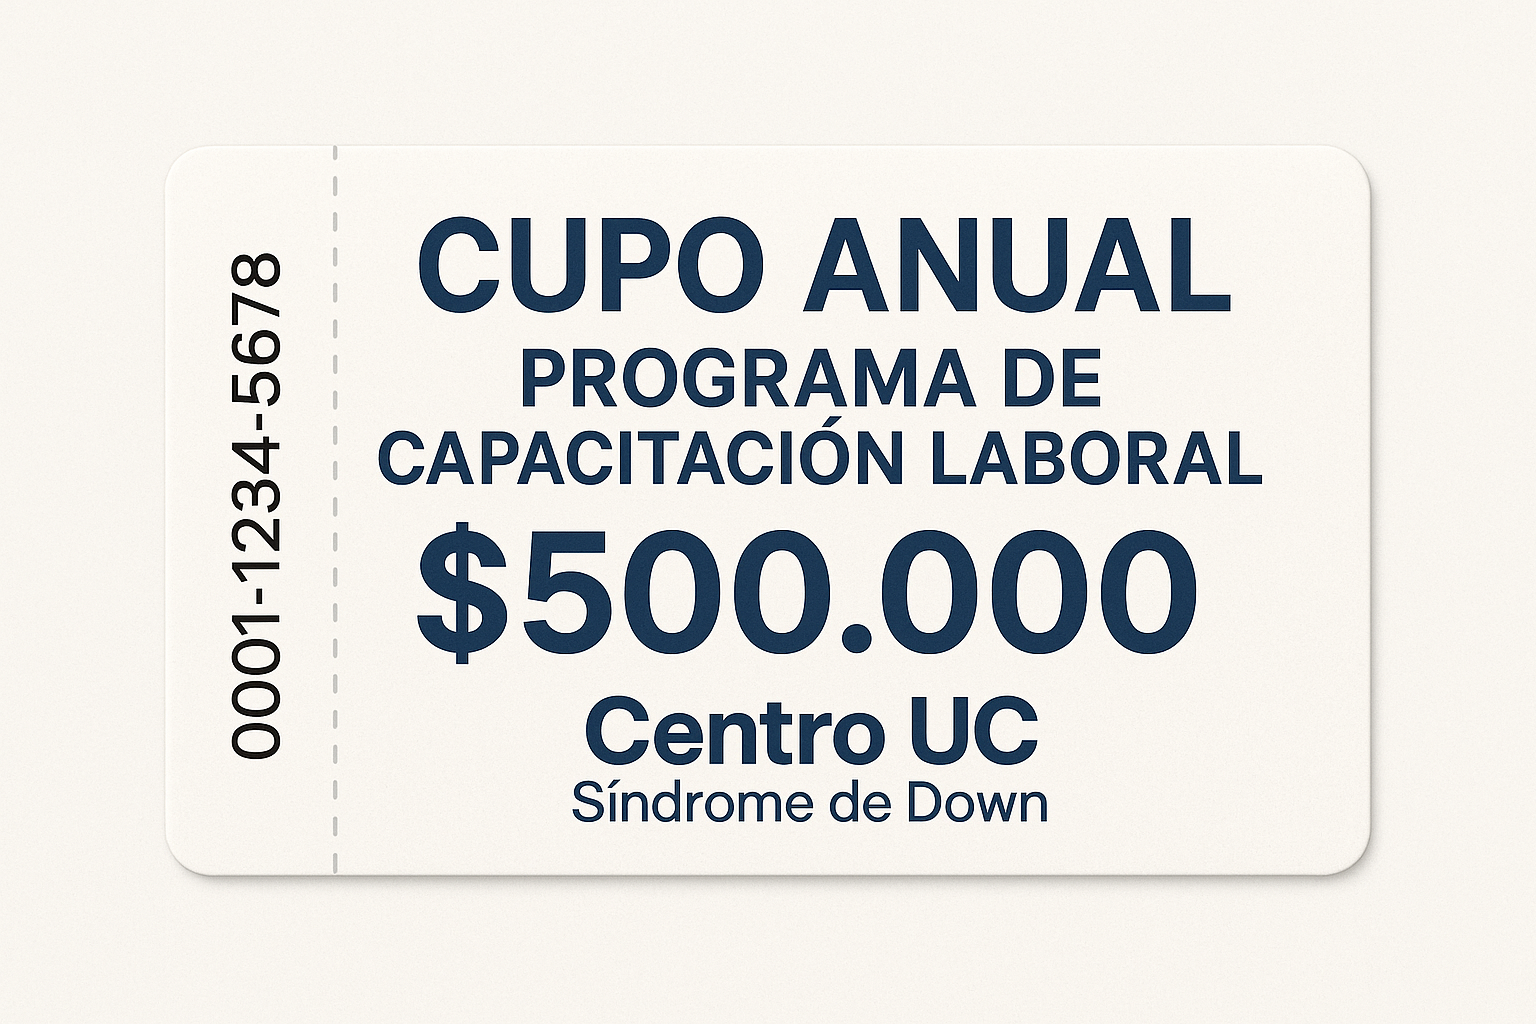 0001-1234-5678
CUPO ANUAL
PROGRAMA DE
CAPACITACIÓN LABORAL
$500.000
Centro UC
Síndrome de Down